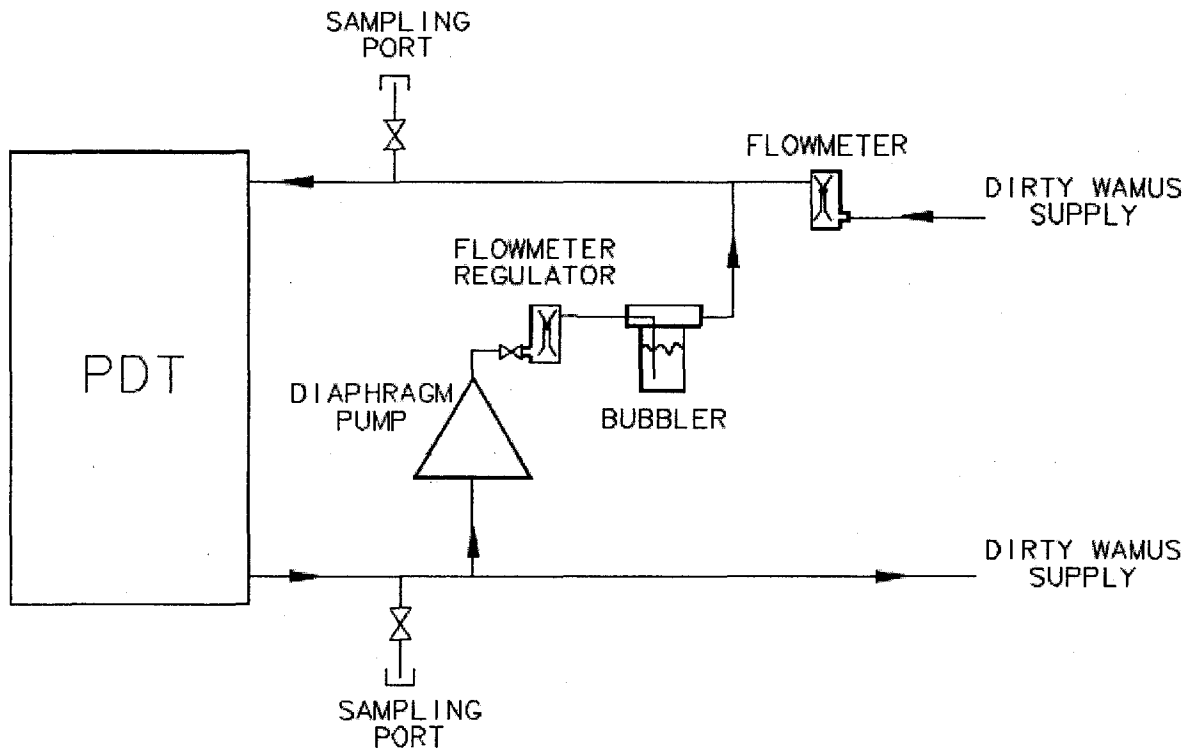 SAMPLING
PORT
FLOWMETER
DIRTY WAMUS
SUPPLY
FLOWMETER
REGULATOR
PDT
DIAPHRAGM
PUMP
BUBBLER
DIRTY WAMUS
SUPPLY
SAMPLING
PORT